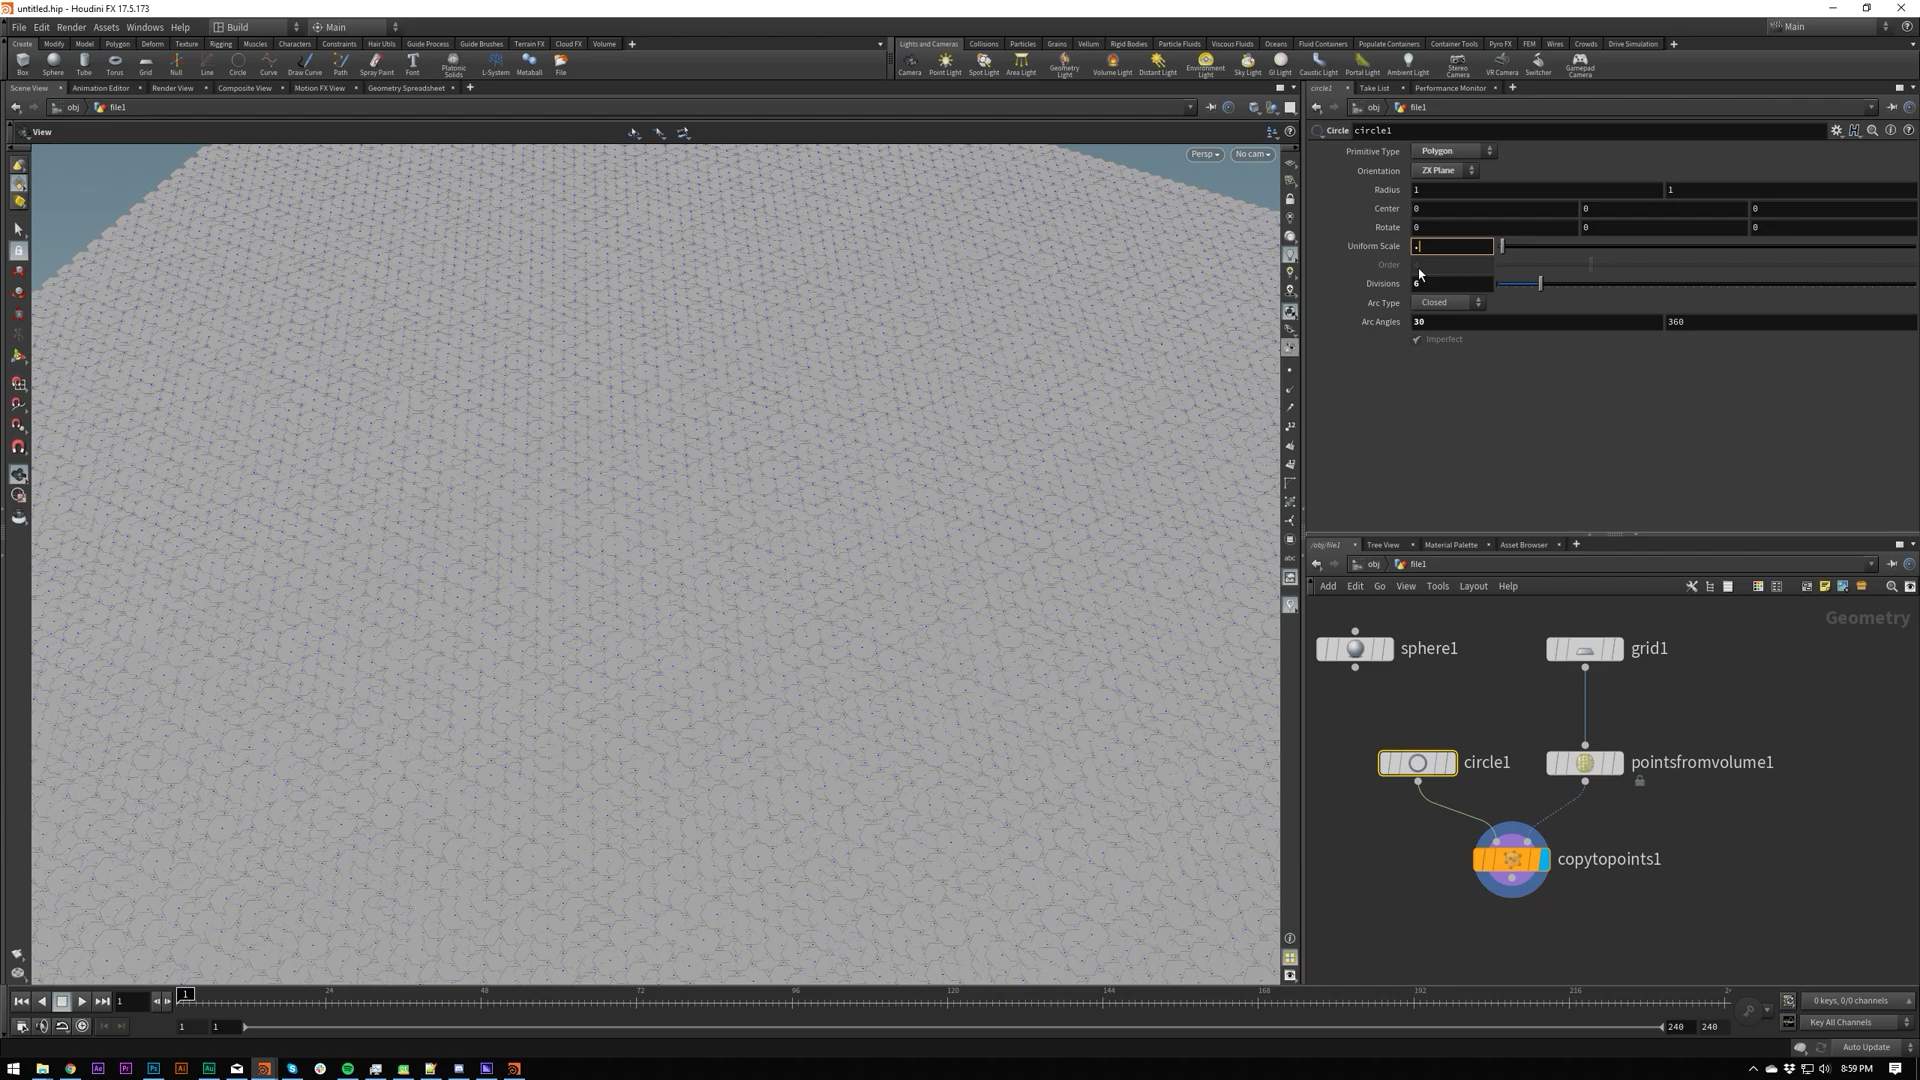 untitled.hip - Houdini FX 17.5.173
File Edit Render Assets Windows Help Build Main Main
Create Modify Model Polygon Deform Texture Rigging Muscles Characters Constraints Hair Utils Guide Process Guide Brushes Terrain FX Cloud FX Volume
Lights and Cameras Collisions Particles Grains Vellum Rigid Bodies Particle Fluids Viscous Fluids Oceans Fluid Containers Populate Containers Container Tools Pyro FX FEM Wires Crowds Drive Simulation
Box Sphere Tube Torus Grid Null Line Circle Curve Draw Curve Path Spray Paint Font Platonic Solids L-System Metaball File
Camera Point Light Spot Light Area Light Geometry Light Volume Light Distant Light Environment Light Sky Light GI Light Caustic Light Portal Light Ambient Light Stereo Camera VR Camera Switcher Gamepad Camera
Scene View Animation Editor Render View Composite View Motion FX View Geometry Spreadsheet
circle1 Take List Performance Monitor
obj file1
obj file1
View
Persp No cam
Circle circle1
Primitive Type Polygon
Orientation ZX Plane
Radius 1 1
Center 0 0 0
Rotate 0 0 0
Uniform Scale .
Order
Divisions 6
Arc Type Closed
Arc Angles 30 360
Imperfect
/obj/file1 Tree View Material Palette Asset Browser
obj file1
Add Edit Go View Tools Layout Help
Geometry
sphere1
grid1
circle1
pointsfromvolume1
copytopoints1
12
abc
1 1 24 48 72 96 120 144 168 192 216
1 1 240 240
0 keys, 0/0 channels
Key All Channels
Auto Update
8:59 PM